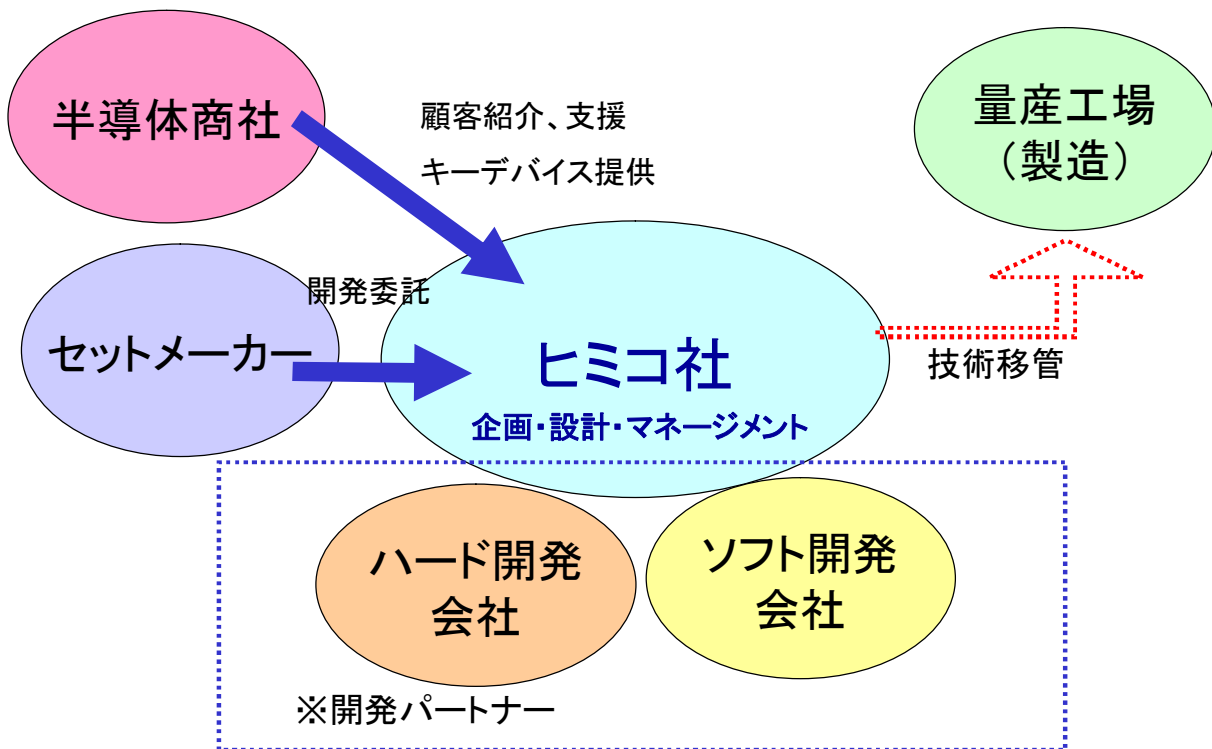 半導体商社
顧客紹介、支援
キーデバイス提供
量産工場
（製造）
開発委託
セットメーカー
ヒミコ社
企画・設計・マネージメント
技術移管
ハード開発
会社
ソフト開発
会社
※開発パートナー